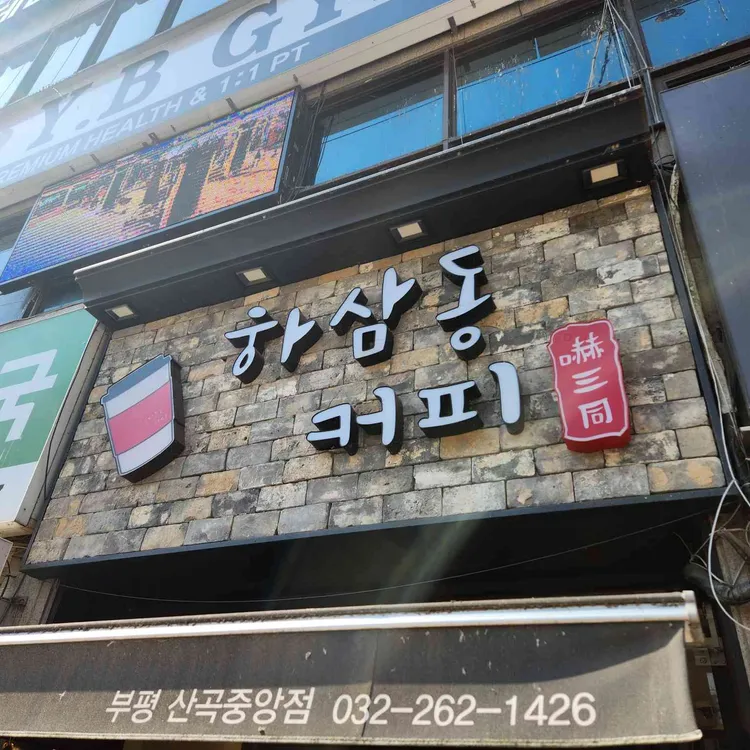 Y.B GY
PREMIUM HEALTH & 1:1 PT
국
하삼동
커피
嚇
三
同
부평 산곡중앙점 032-262-1426